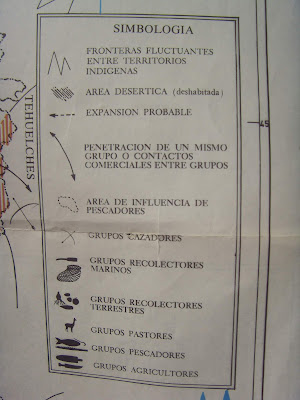 SIMBOLOGIA
FRONTERAS FLUCTUANTES
ENTRE TERRITORIOS
INDIGENAS
AREA DESERTICA (deshabitada)
EXPANSION PROBABLE
PENETRACION DE UN MISMO
GRUPO O CONTACTOS
COMERCIALES ENTRE GRUPOS
AREA DE INFLUENCIA DE
PESCADORES
GRUPOS CAZADORES
GRUPOS RECOLECTORES
MARINOS
GRUPOS RECOLECTORES
TERRESTRES
GRUPOS PASTORES
GRUPOS PESCADORES
GRUPOS AGRICULTORES
TEHUELCHES
45